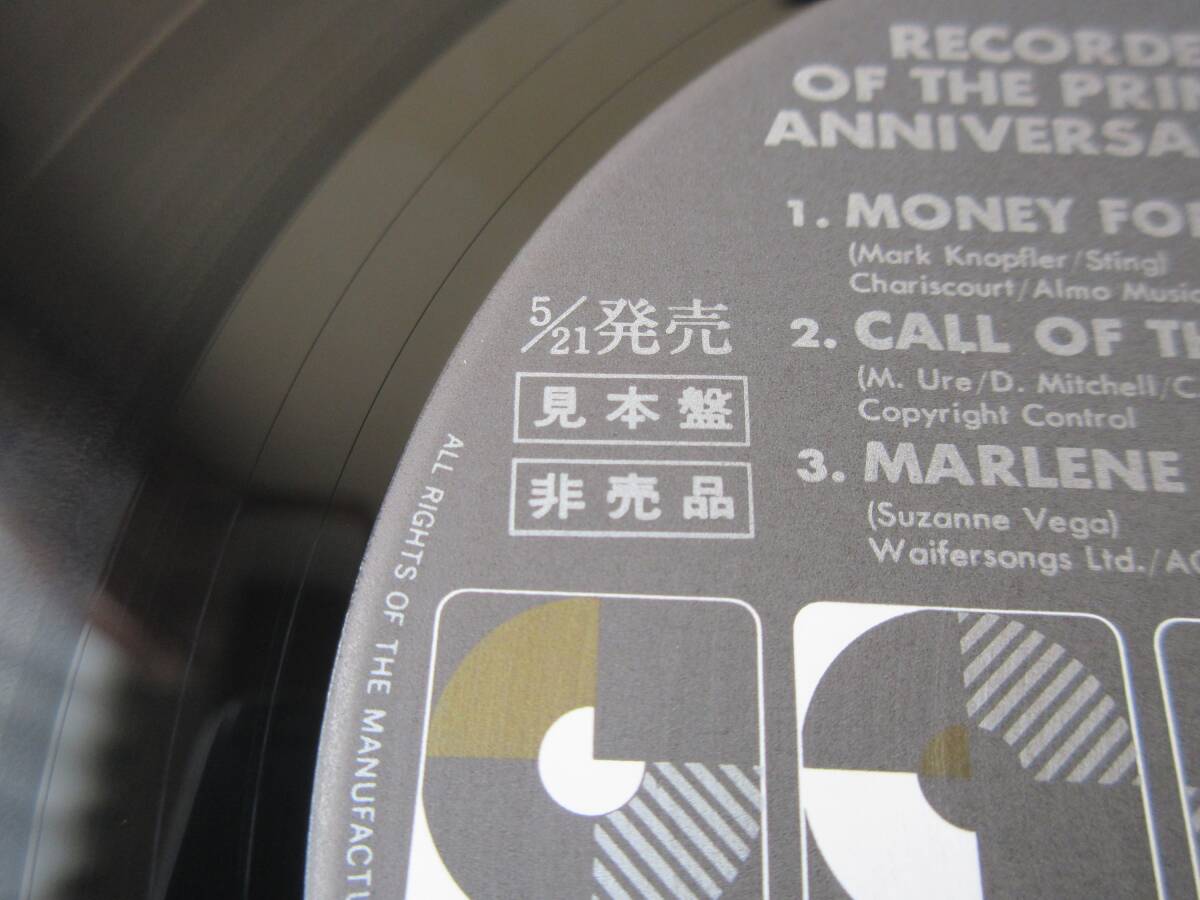 RECORDE
OF THE PRI
ANNIVERSA
1. MONEY FO
(Mark Knopfler/Sting)
Chariscourt/Almo Music
5/21発売
2. CALL OF T
(M. Ure/D. Mitchell/C
Copyright Control
見本盤
3. MARLENE
(Suzanne Vega)
Waifersongs Ltd./AC
非売品
ALL RIGHTS OF THE MANUFACTU